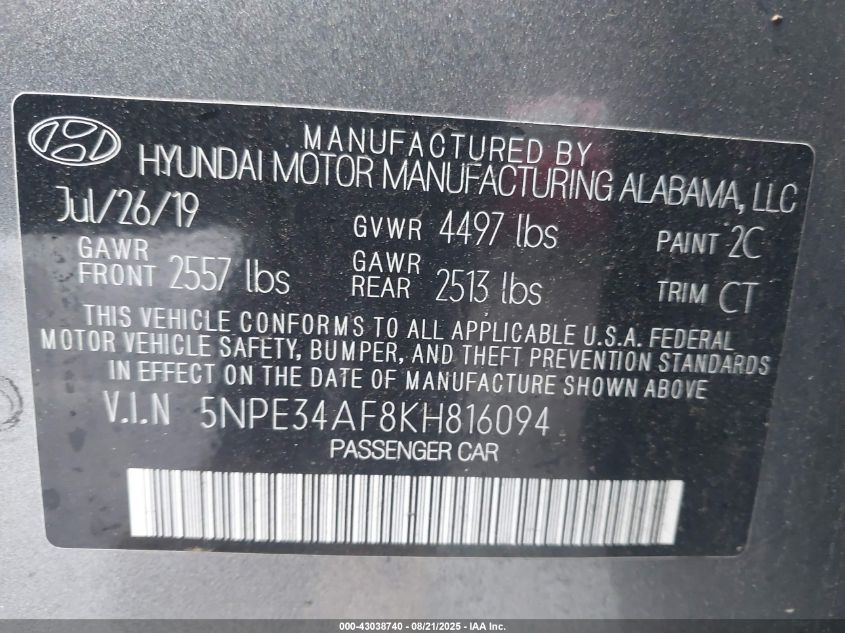 MANUFACTURED BY
HYUNDAI MOTOR MANUFACTURING ALABAMA, LLC
Jul/26/19 GVWR 4497 lbs PAINT 2C
GAWR FRONT 2557 lbs GAWR REAR 2513 lbs TRIM CT
THIS VEHICLE CONFORMS TO ALL APPLICABLE U.S.A. FEDERAL
MOTOR VEHICLE SAFETY, BUMPER, AND THEFT PREVENTION STANDARDS
IN EFFECT ON THE DATE OF MANUFACTURE SHOWN ABOVE.
V.I.N 5NPE34AF8KH816094
PASSENGER CAR
000-43038740 - 08/21/2025 - IAA Inc.